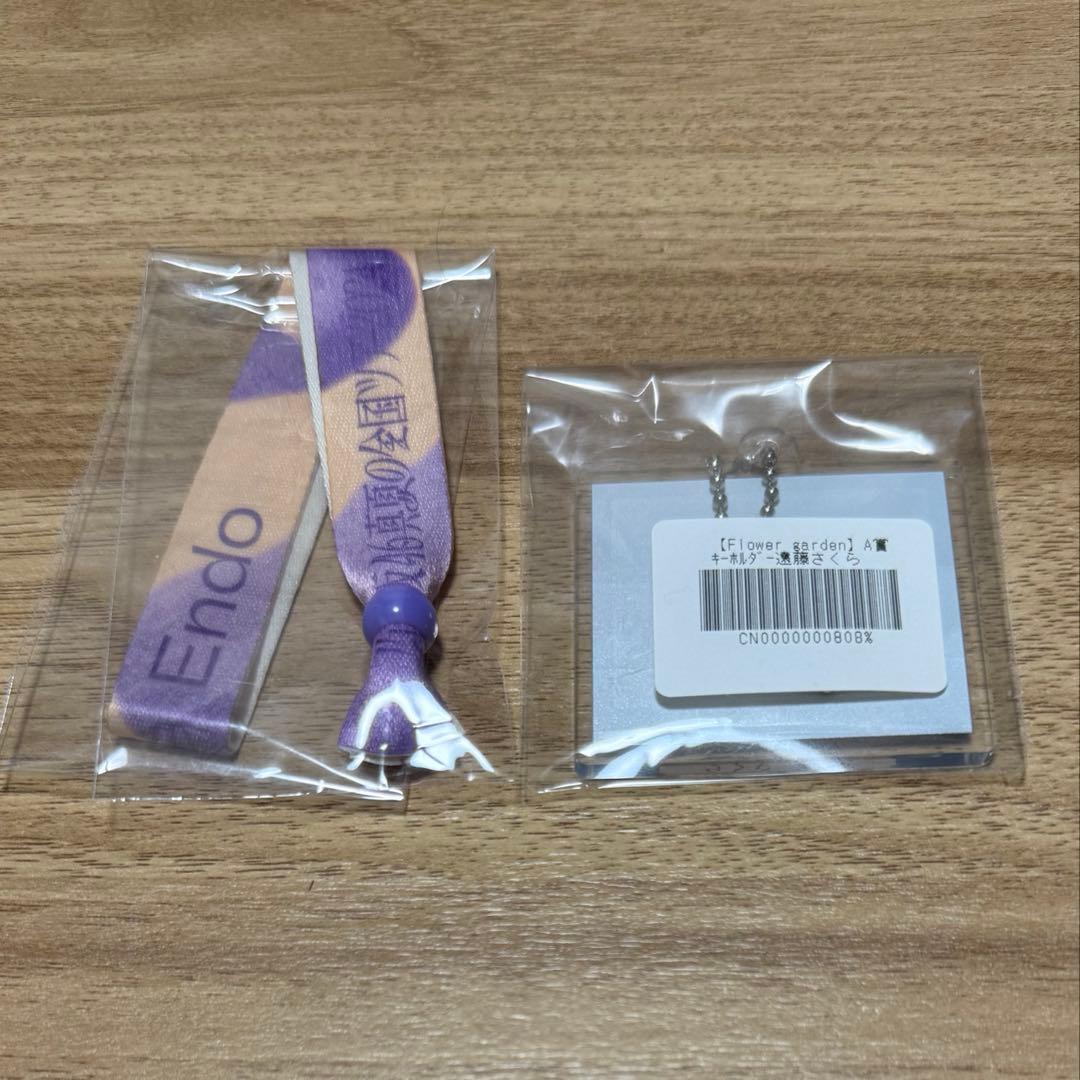 Endo
真夏の全国ツ
【Flower garden】A賞
ｷｰﾎﾙﾀﾞｰ遠藤さくら
CN0000000808%